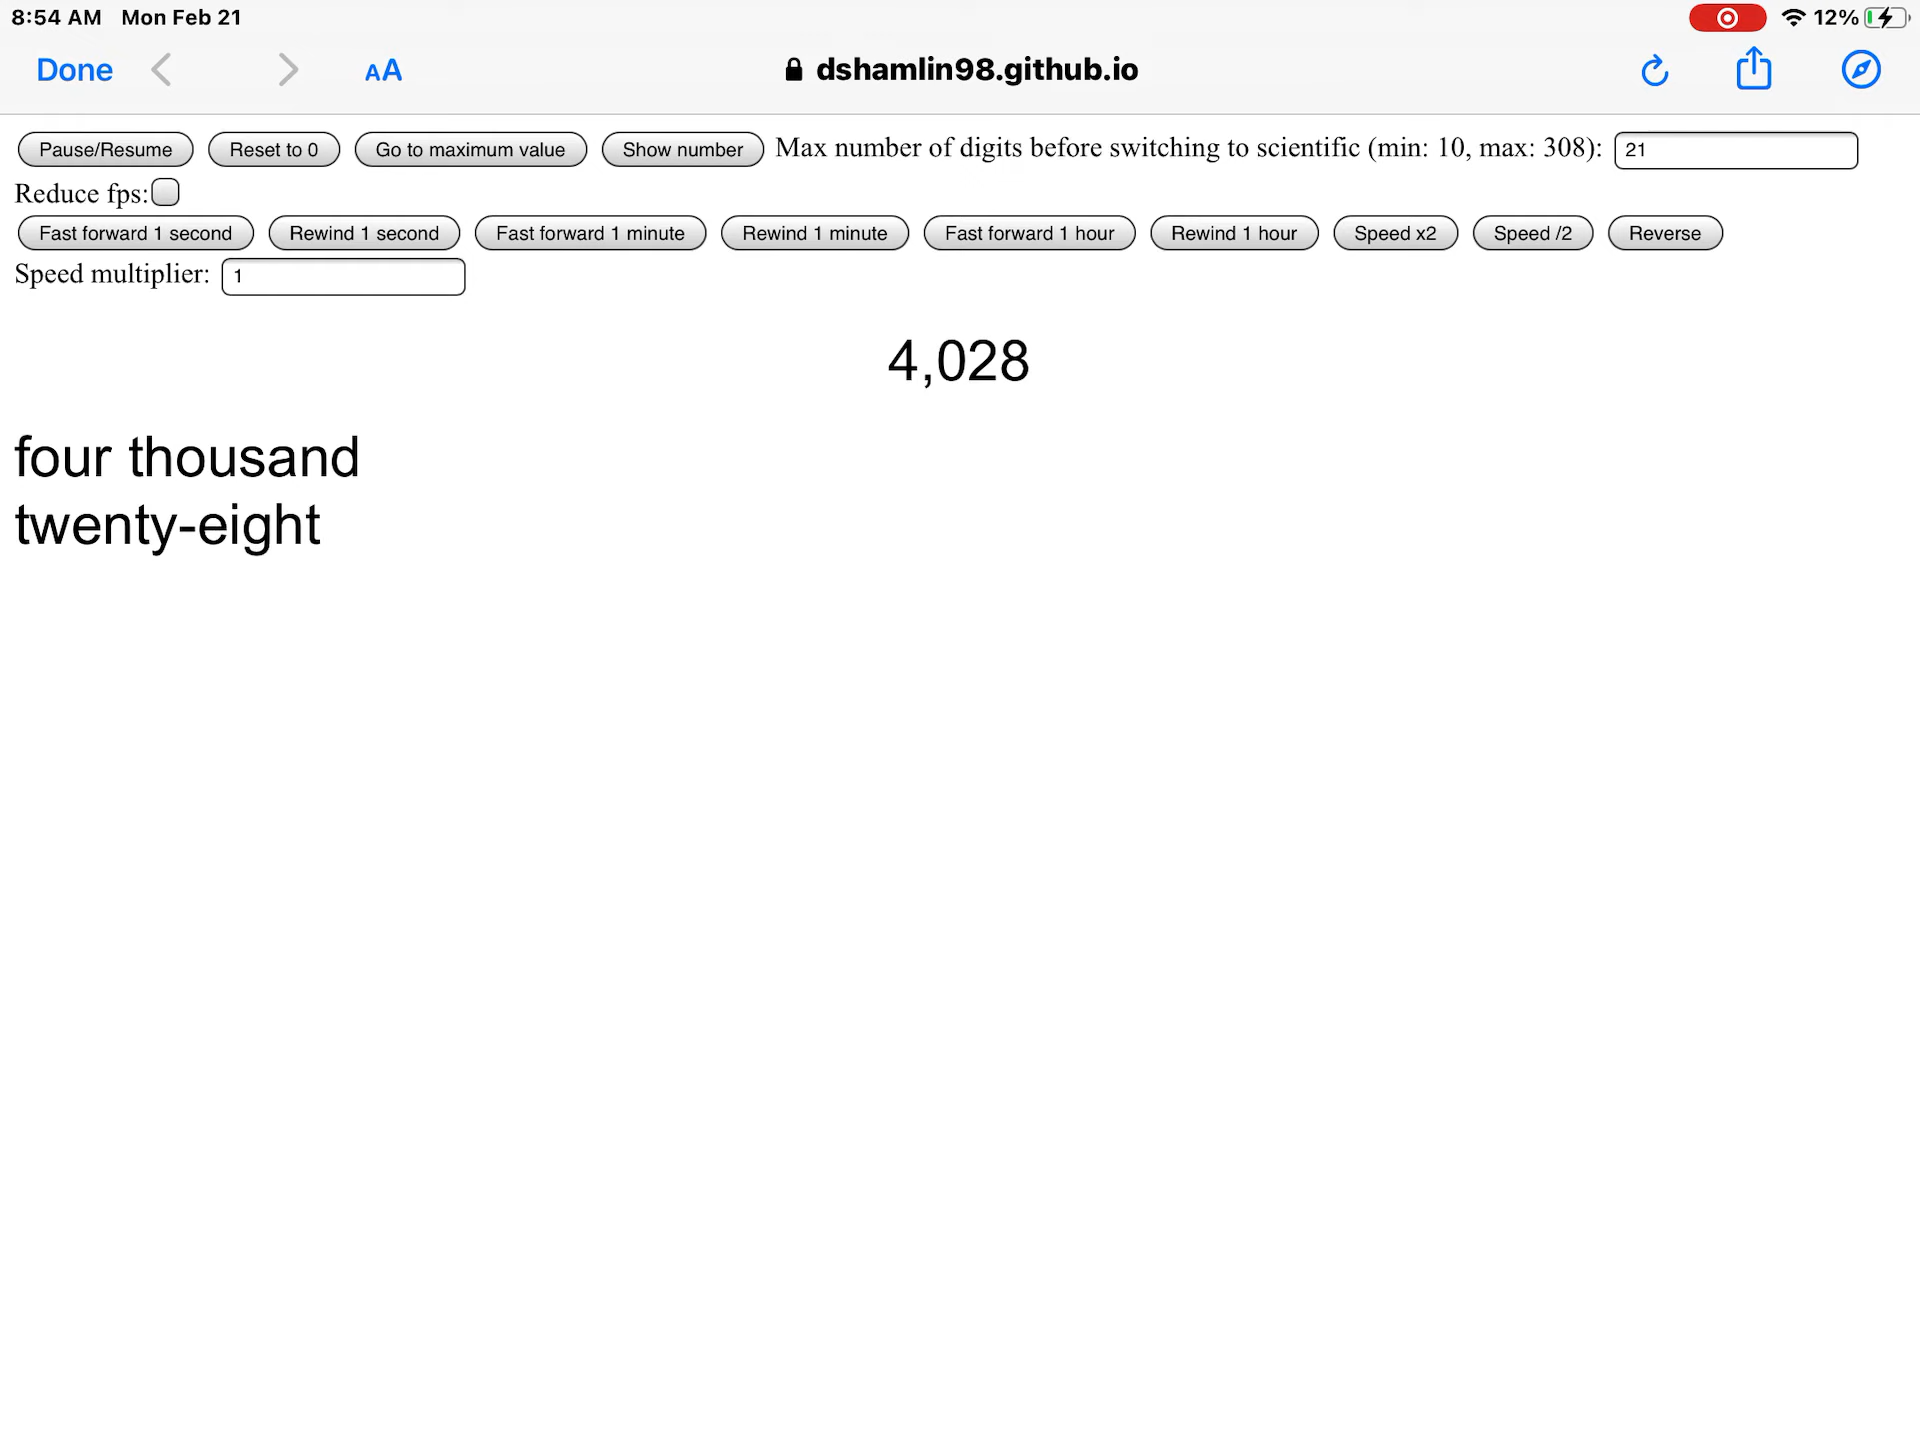 8:54 AM Mon Feb 21 12%
Done AA dshamlin98.github.io
Pause/Resume Reset to 0 Go to maximum value Show number Max number of digits before switching to scientific (min: 10, max: 308): 21
Reduce fps:
Fast forward 1 second Rewind 1 second Fast forward 1 minute Rewind 1 minute Fast forward 1 hour Rewind 1 hour Speed x2 Speed /2 Reverse
Speed multiplier: 1
4,028
four thousand
twenty-eight